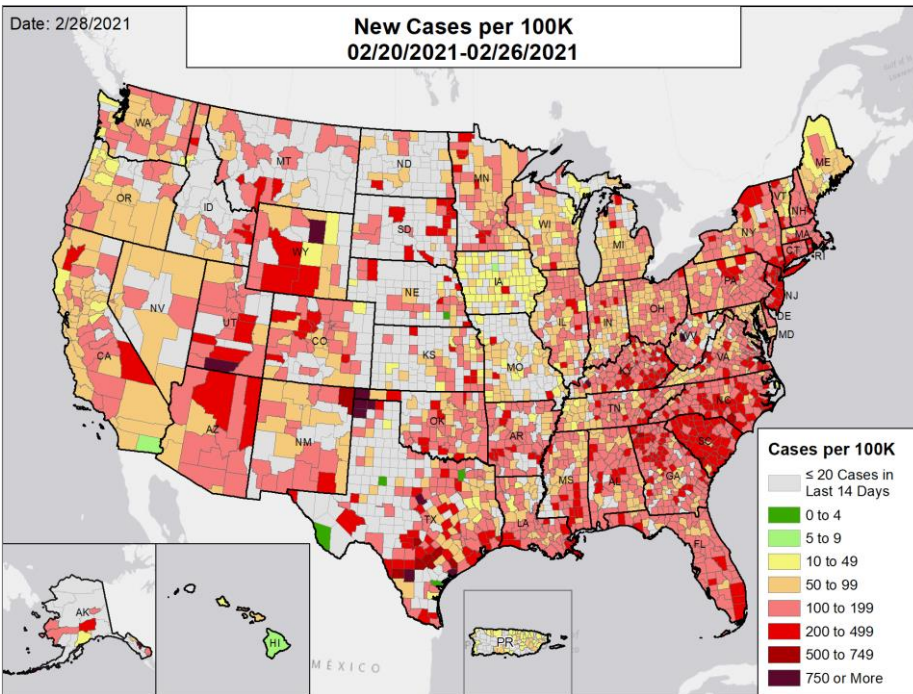 Date: 2/28/2021
New Cases per 100K
02/20/2021-02/26/2021
WA
MT
ND
MN
ME
OR
ID
WY
SD
WI
MI
NY
VT
NH
MA
CT
RI
IA
NE
PA
NJ
NV
UT
CO
KS
MO
IL
IN
OH
DE
MD
WV
VA
KY
CA
AZ
NM
OK
AR
TN
NC
SC
MS
AL
GA
TX
LA
FL
AK
HI
PR
MÉXICO
Cases per 100K
≤ 20 Cases in
Last 14 Days
0 to 4
5 to 9
10 to 49
50 to 99
100 to 199
200 to 499
500 to 749
750 or More